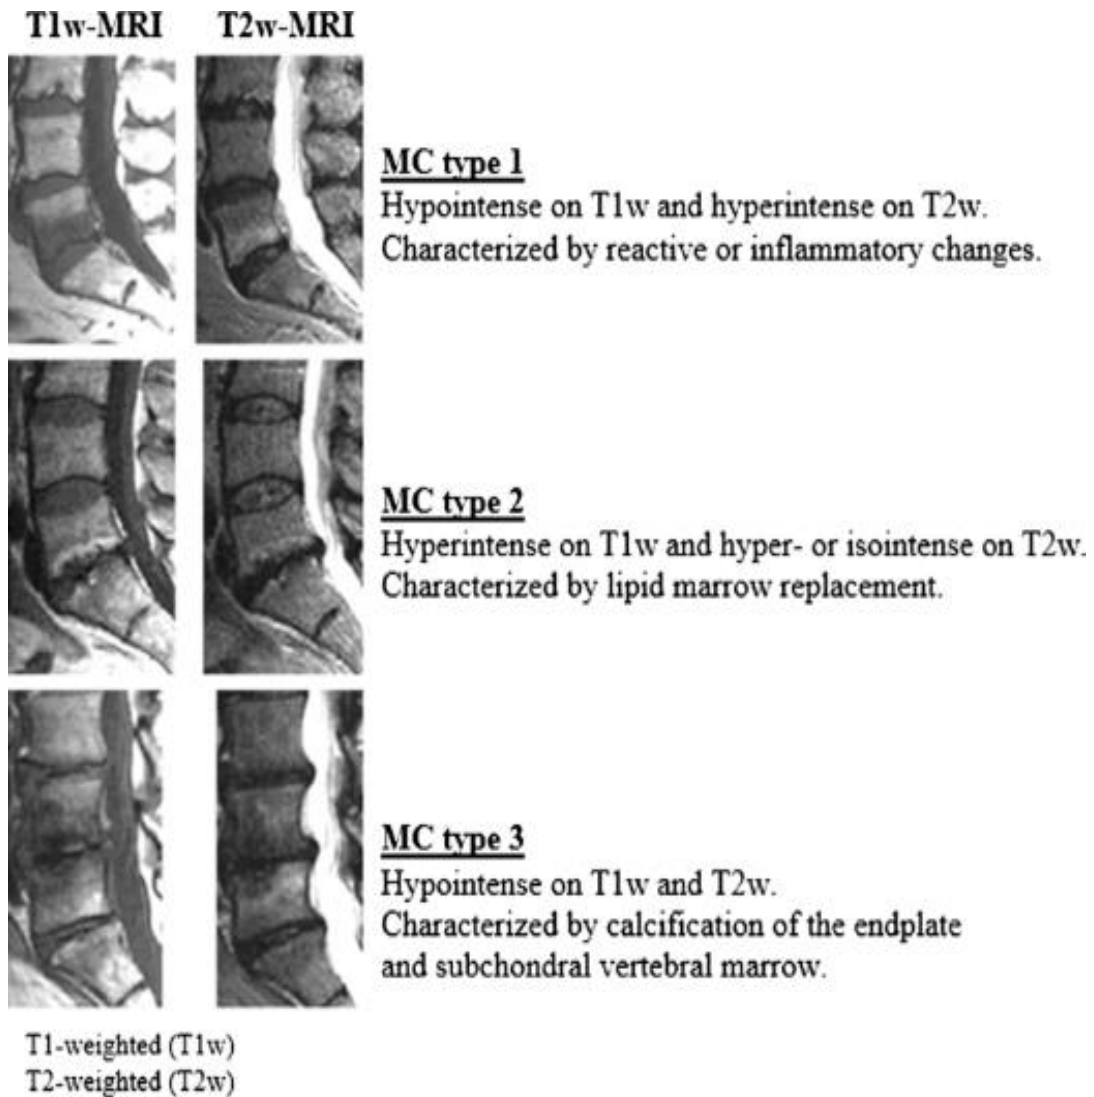 T1w-MRI T2w-MRI
MC type 1
Hypointense on T1w and hyperintense on T2w.
Characterized by reactive or inflammatory changes.
MC type 2
Hyperintense on T1w and hyper- or isointense on T2w.
Characterized by lipid marrow replacement.
MC type 3
Hypointense on T1w and T2w.
Characterized by calcification of the endplate
and subchondral vertebral marrow.
T1-weighted (T1w)
T2-weighted (T2w)